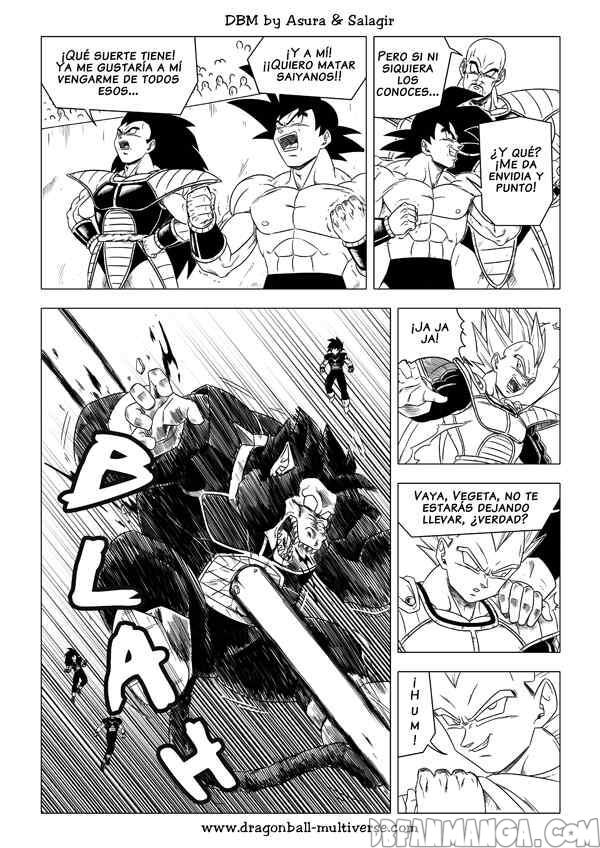 DBM by Asura & Salagir
¡Qué suerte tiene!
Ya me gustaría a mí
vengarme de todos
esos...
¡Y a mí!
¡¡Quiero matar
saiyanos!!
Pero si ni
siquiera
los
conoces...
¿Y qué?
¡Me da
envidia y
punto!
BLAH
¡Ja ja
ja!
Vaya, Vegeta, no te
estarás dejando
llevar, ¿verdad?
¡Hum!
www.dragonball-multiverse.com
DBFANMANGA.COM